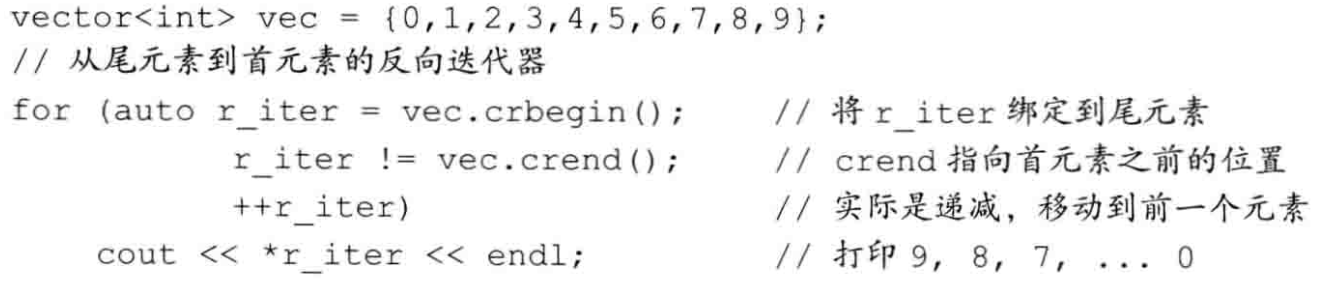 vector<int> vec = {0,1,2,3,4,5,6,7,8,9};
// 从尾元素到首元素的反向迭代器
for (auto r_iter = vec.crbegin();    // 将 r_iter 绑定到尾元素
        r_iter != vec.crend();    // crend 指向首元素之前的位置
        ++r_iter)    // 实际是递减，移动到前一个元素
    cout << *r_iter << endl;    // 打印 9, 8, 7, ... 0